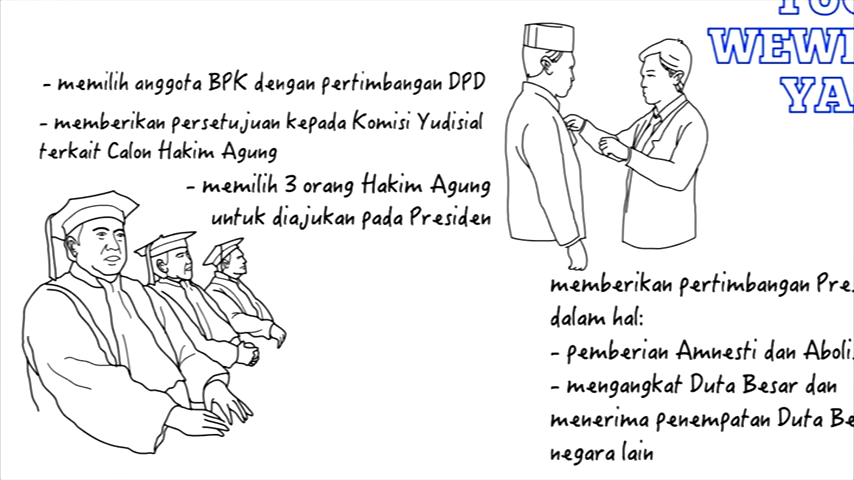 - memilih anggota BPK dengan pertimbangan DPD
- memberikan persetujuan kepada Komisi Yudisial
terkait Calon Hakim Agung
- memilih 3 orang Hakim Agung
untuk diajukan pada Presiden
memberikan pertimbangan
dalam hal:
- pemberian Amnesti dan
- mengangkat Duta Besar dan
menerima penempatan Duta
negara lain